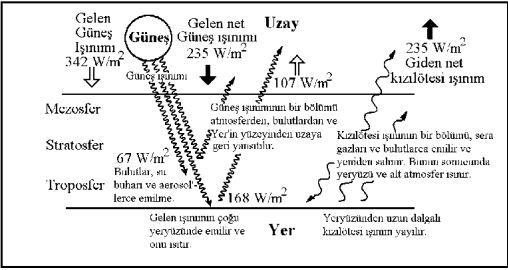 Gelen
Güneş
Işınımı
342 W/m²
Güneş
Güneş ışınımı
Gelen net
Güneş ışınımı
235 W/m²
Uzay
107 W/m²
235 W/m²
Giden net
kızılötesi ışınım
Mezosfer
Stratosfer
Troposfer
Güneş ışınımının bir bölümü
atmosferden, bulutlardan ve
Yer'in yüzeyinden uzaya
geri yansıtılır.
Kızılötesi ışınının bir bölümü, sera
gazları ve bulutlarca emilir ve
yeniden salınır. Bunun sonucunda
yeryüzü ve alt atmosfer ısınır.
67 W/m²
Bulutlar, su
buharı ve aerosol'-
lerce emilme.
168 W/m²
Gelen ışınımın çoğu
yeryüzünde emilir ve
onu ısıtır.
Yer
Yeryüzünden uzun dalgalı
kızılötesi ışınım yayılır.